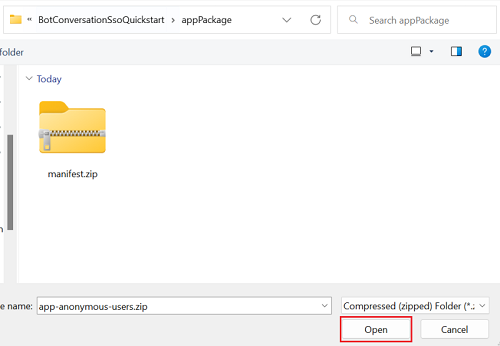 « BotConversationSsoQuickstart > appPackage
Search appPackage
folder
Today
manifest.zip
e name: app-anonymous-users.zip
Compressed (zipped) Folder (*.z
Open
Cancel